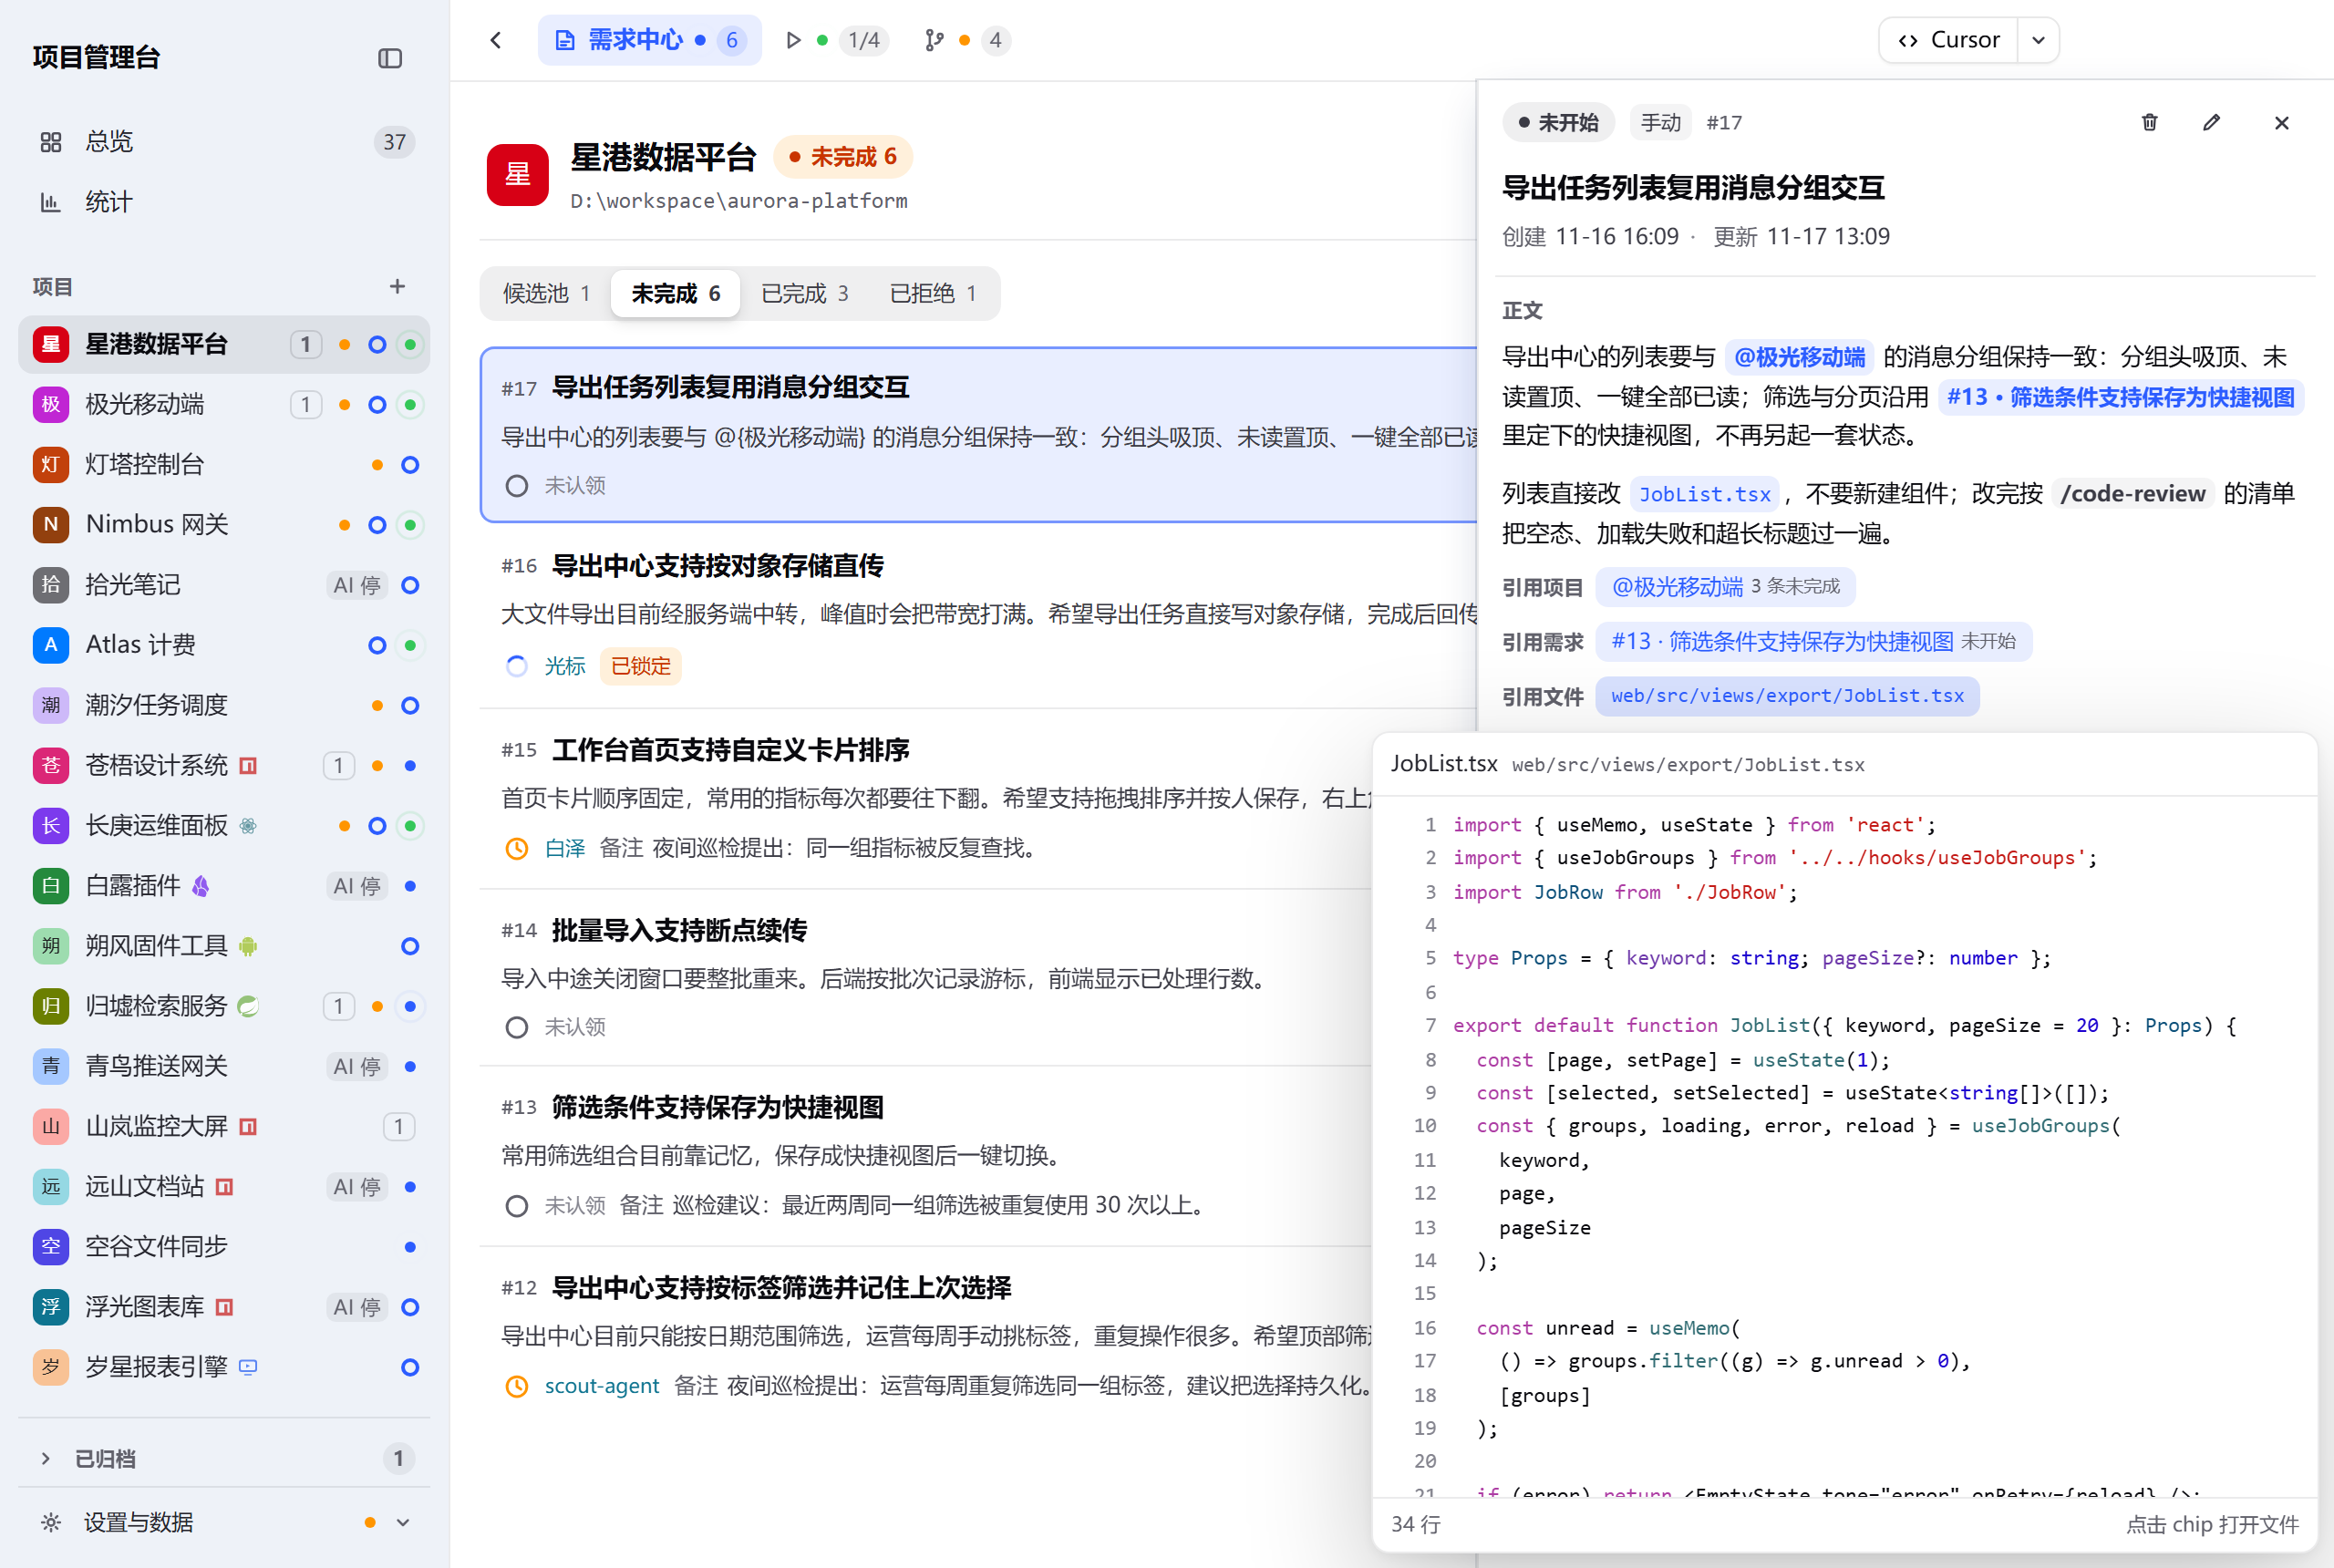 项目管理台
总览 37
统计
项目
星 星港数据平台 1
极 极光移动端 1
灯 灯塔控制台
N Nimbus 网关
拾 拾光笔记 AI 停
A Atlas 计费
潮 潮汐任务调度
苍 苍梧设计系统 1
长 长庚运维面板
白 白露插件 AI 停
朔 朔风固件工具
归 归墟检索服务 1
青 青鸟推送网关 AI 停
山 山岚监控大屏 1
远 远山文档站 AI 停
空 空谷文件同步
浮 浮光图表库 AI 停
岁 岁星报表引擎
已归档 1
设置与数据
需求中心 6 1/4 4
Cursor
星 星港数据平台 未完成 6
D:\workspace\aurora-platform
候选池 1 未完成 6 已完成 3 已拒绝 1
#17 导出任务列表复用消息分组交互
导出中心的列表要与 @{极光移动端} 的消息分组保持一致：分组头吸顶、未读置顶、一键全部已读
未认领
#16 导出中心支持按对象存储直传
大文件导出目前经服务端中转，峰值时会把带宽打满。希望导出任务直接写对象存储，完成后回传
光标 已锁定
#15 工作台首页支持自定义卡片排序
首页卡片顺序固定，常用的指标每次都要往下翻。希望支持拖拽排序并按人保存，右上
白泽 备注 夜间巡检提出：同一组指标被反复查找。
#14 批量导入支持断点续传
导入中途关闭窗口要整批重来。后端按批次记录游标，前端显示已处理行数。
未认领
#13 筛选条件支持保存为快捷视图
常用筛选组合目前靠记忆，保存成快捷视图后一键切换。
未认领 备注 巡检建议：最近两周同一组筛选被重复使用 30 次以上。
#12 导出中心支持按标签筛选并记住上次选择
导出中心目前只能按日期范围筛选，运营每周手动挑标签，重复操作很多。希望顶部筛
scout-agent 备注 夜间巡检提出：运营每周重复筛选同一组标签，建议把选择持久化。
未开始 手动 #17
导出任务列表复用消息分组交互
创建 11-16 16:09 · 更新 11-17 13:09
正文
导出中心的列表要与 @极光移动端 的消息分组保持一致：分组头吸顶、未
读置顶、一键全部已读；筛选与分页沿用 #13 • 筛选条件支持保存为快捷视图
里定下的快捷视图，不再另起一套状态。
列表直接改 JobList.tsx ，不要新建组件；改完按 /code-review 的清单
把空态、加载失败和超长标题过一遍。
引用项目 @极光移动端 3 条未完成
引用需求 #13 · 筛选条件支持保存为快捷视图 未开始
引用文件 web/src/views/export/JobList.tsx
JobList.tsx web/src/views/export/JobList.tsx
1 import { useMemo, useState } from 'react';
2 import { useJobGroups } from '../../hooks/useJobGroups';
3 import JobRow from './JobRow';
4
5 type Props = { keyword: string; pageSize?: number };
6
7 export default function JobList({ keyword, pageSize = 20 }: Props) {
8 const [page, setPage] = useState(1);
9 const [selected, setSelected] = useState<string[]>([]);
10 const { groups, loading, error, reload } = useJobGroups(
11 keyword,
12 page,
13 pageSize
14 );
15
16 const unread = useMemo(
17 () => groups.filter((g) => g.unread > 0),
18 [groups]
19 );
20
21 if (error) return <EmptyState tone="error" onRetry={reload} />;
34 行 点击 chip 打开文件